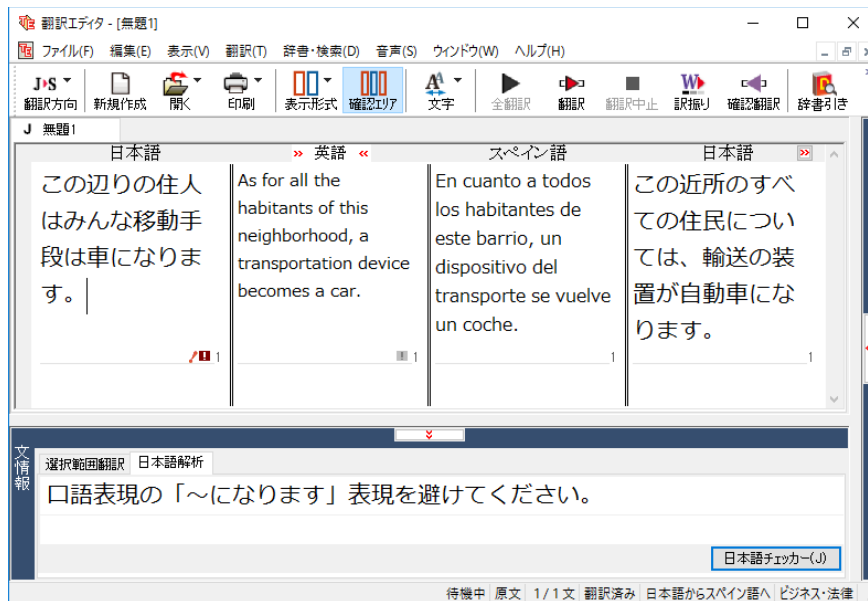 翻訳エディタ - [無題1]
ファイル(F) 編集(E) 表示(V) 翻訳(T) 辞書・検索(D) 音声(S) ウィンドウ(W) ヘルプ(H)
J▸S
翻訳方向 新規作成 開く 印刷 表示形式 確認エリア 文字 全翻訳 翻訳 翻訳中止 訳振り 確認翻訳 辞書引き
J 無題1
日本語 » 英語 « スペイン語 日本語 »
この辺りの住人
はみんな移動手
段は車になりま
す。
1
As for all the
habitants of this
neighborhood, a
transportation device
becomes a car.
1
En cuanto a todos
los habitantes de
este barrio, un
dispositivo del
transporte se vuelve
un coche.
1
この近所のすべ
ての住民につい
ては、輸送の装
置が自動車にな
ります。
1
文情報
選択範囲翻訳 日本語解析
口語表現の「～になります」表現を避けてください。
日本語チェッカー(J)
待機中 原文 1/1文 翻訳済み 日本語からスペイン語へ ビジネス・法律